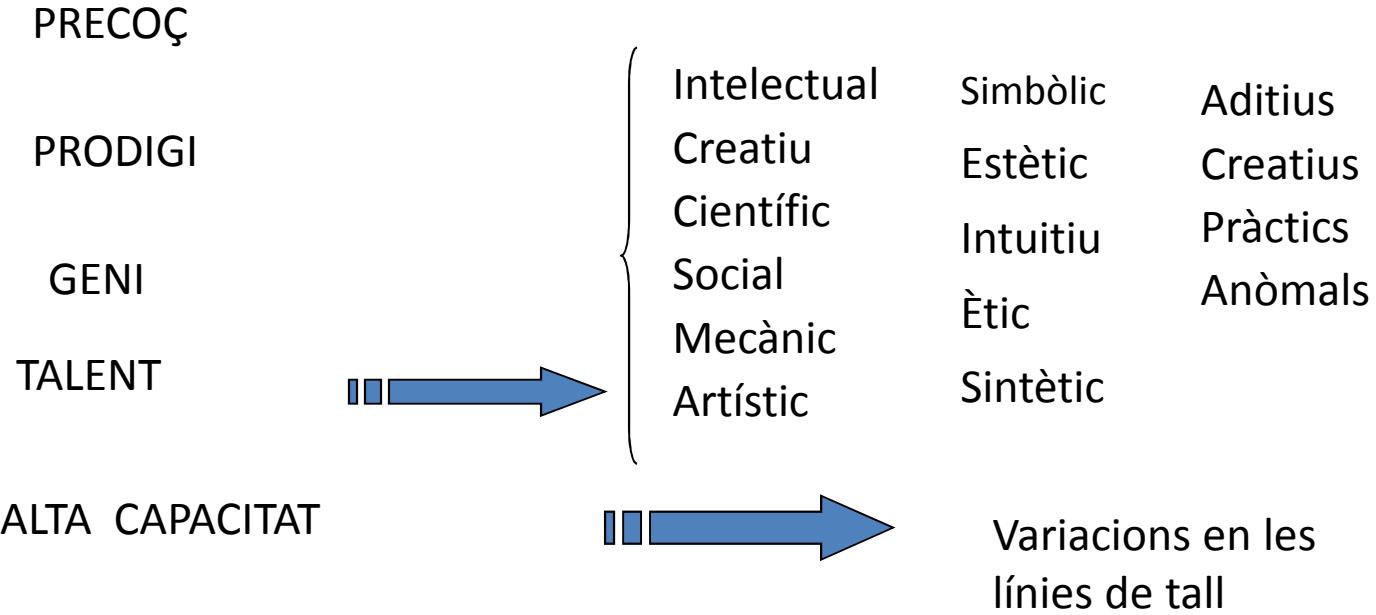 PRECOÇ
PRODIGI
GENI
TALENT
Intelectual
Creatiu
Científic
Social
Mecànic
Artístic
Simbòlic
Estètic
Intuitiu
Ètic
Sintètic
Aditius
Creatius
Pràctics
Anòmals
ALTA CAPACITAT
Variacions en les
línies de tall